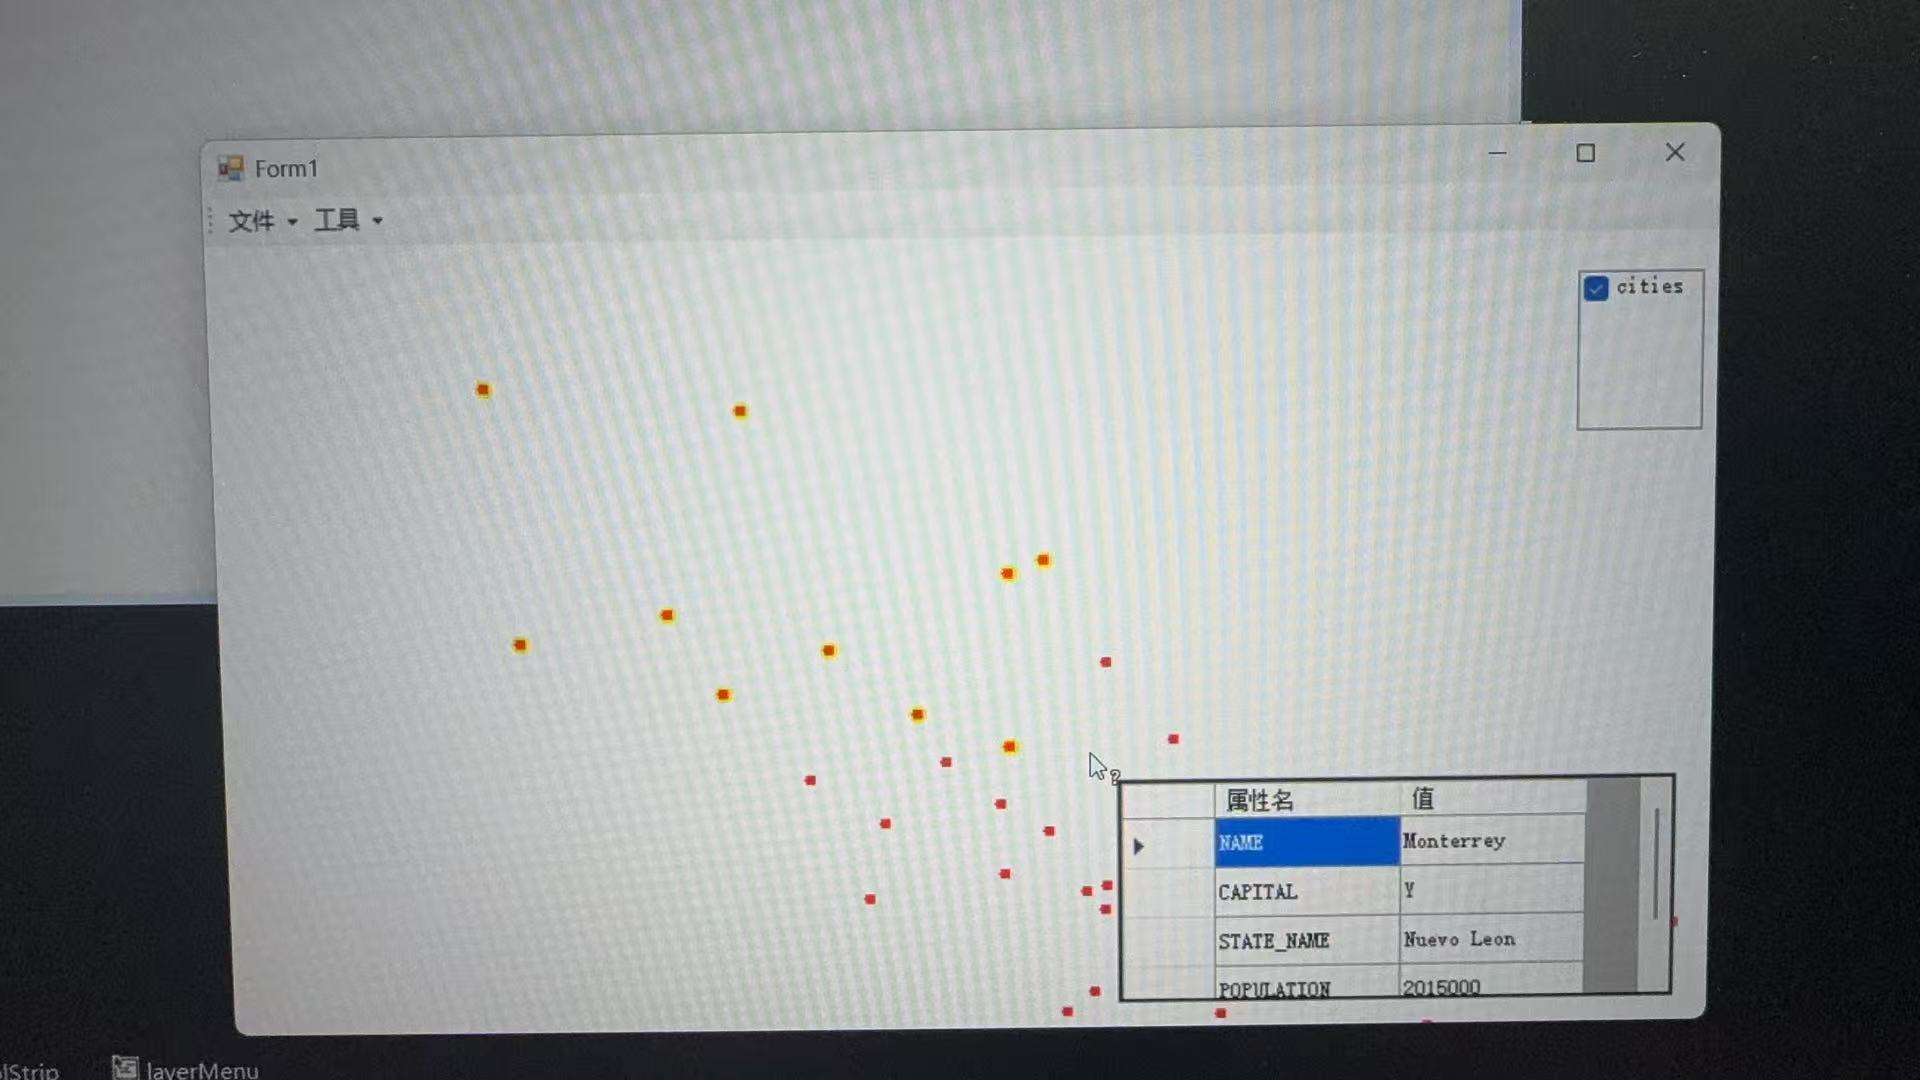 Form1
文件 工具
cities
属性名 值
NAME Monterrey
CAPITAL Y
STATE_NAME Nuevo Leon
POPULATION 2015000
lStrip layerMenu